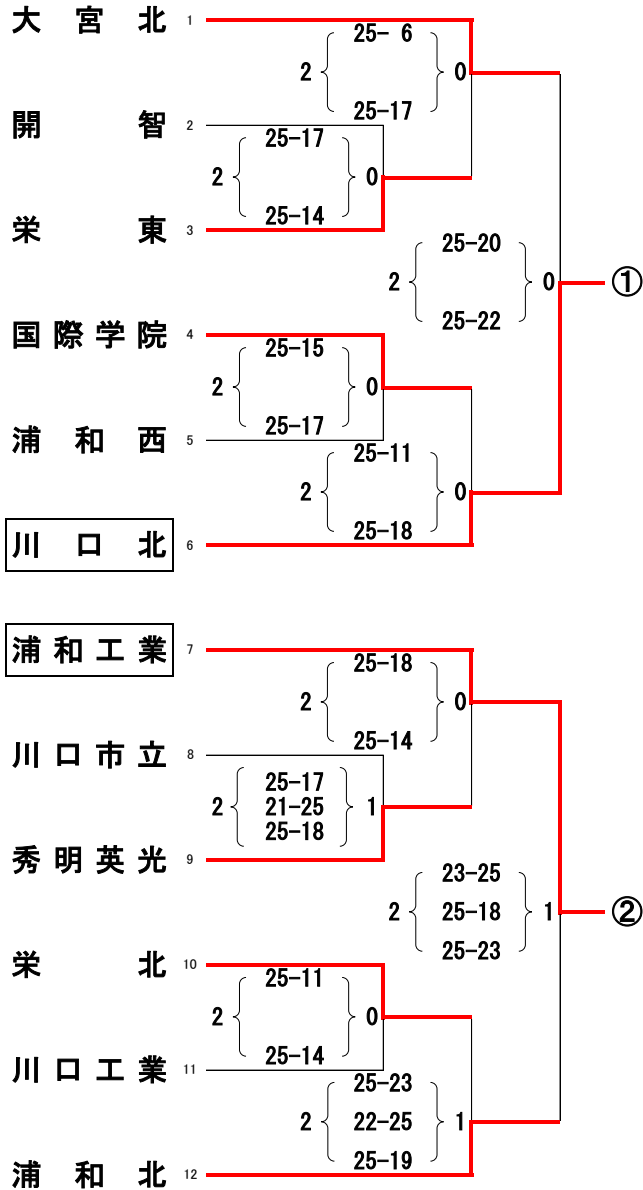 大宮北 1
25- 6
2 0
25-17
開智 2
25-17
2 0
25-14
栄東 3
25-20
2 0 ①
25-22
国際学院 4
25-15
2 0
25-17
浦和西 5
25-11
2 0
25-18
川口北 6
浦和工業 7
25-18
2 0
25-14
川口市立 8
25-17
2 21-25 1
25-18
秀明英光 9
23-25
2 25-18 1 ②
25-23
栄北 10
25-11
2 0
25-14
川口工業 11
25-23
2 22-25 1
25-19
浦和北 12